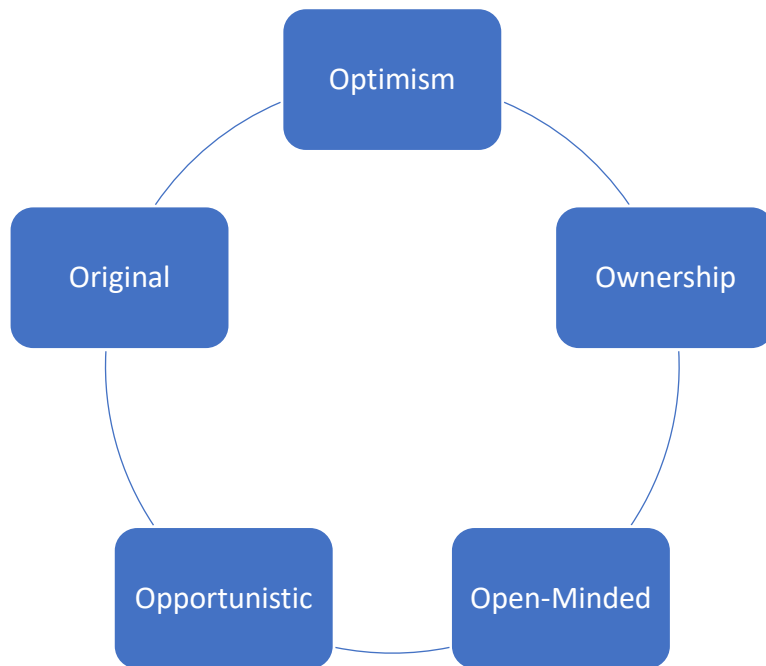 Optimism
Ownership
Open-Minded
Opportunistic
Original